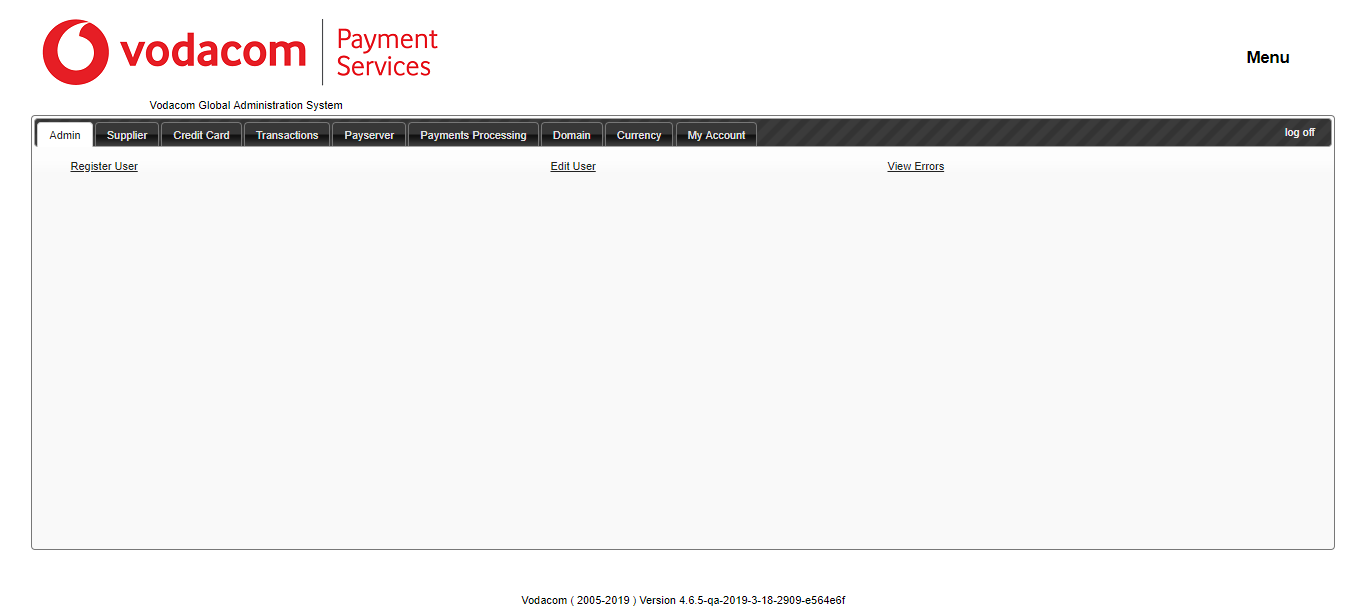 vodacom
Payment
Services
Menu
Vodacom Global Administration System
Admin Supplier Credit Card Transactions Payserver Payments Processing Domain Currency My Account log off
Register User Edit User View Errors
Vodacom ( 2005-2019 ) Version 4.6.5-qa-2019-3-18-2909-e564e6f